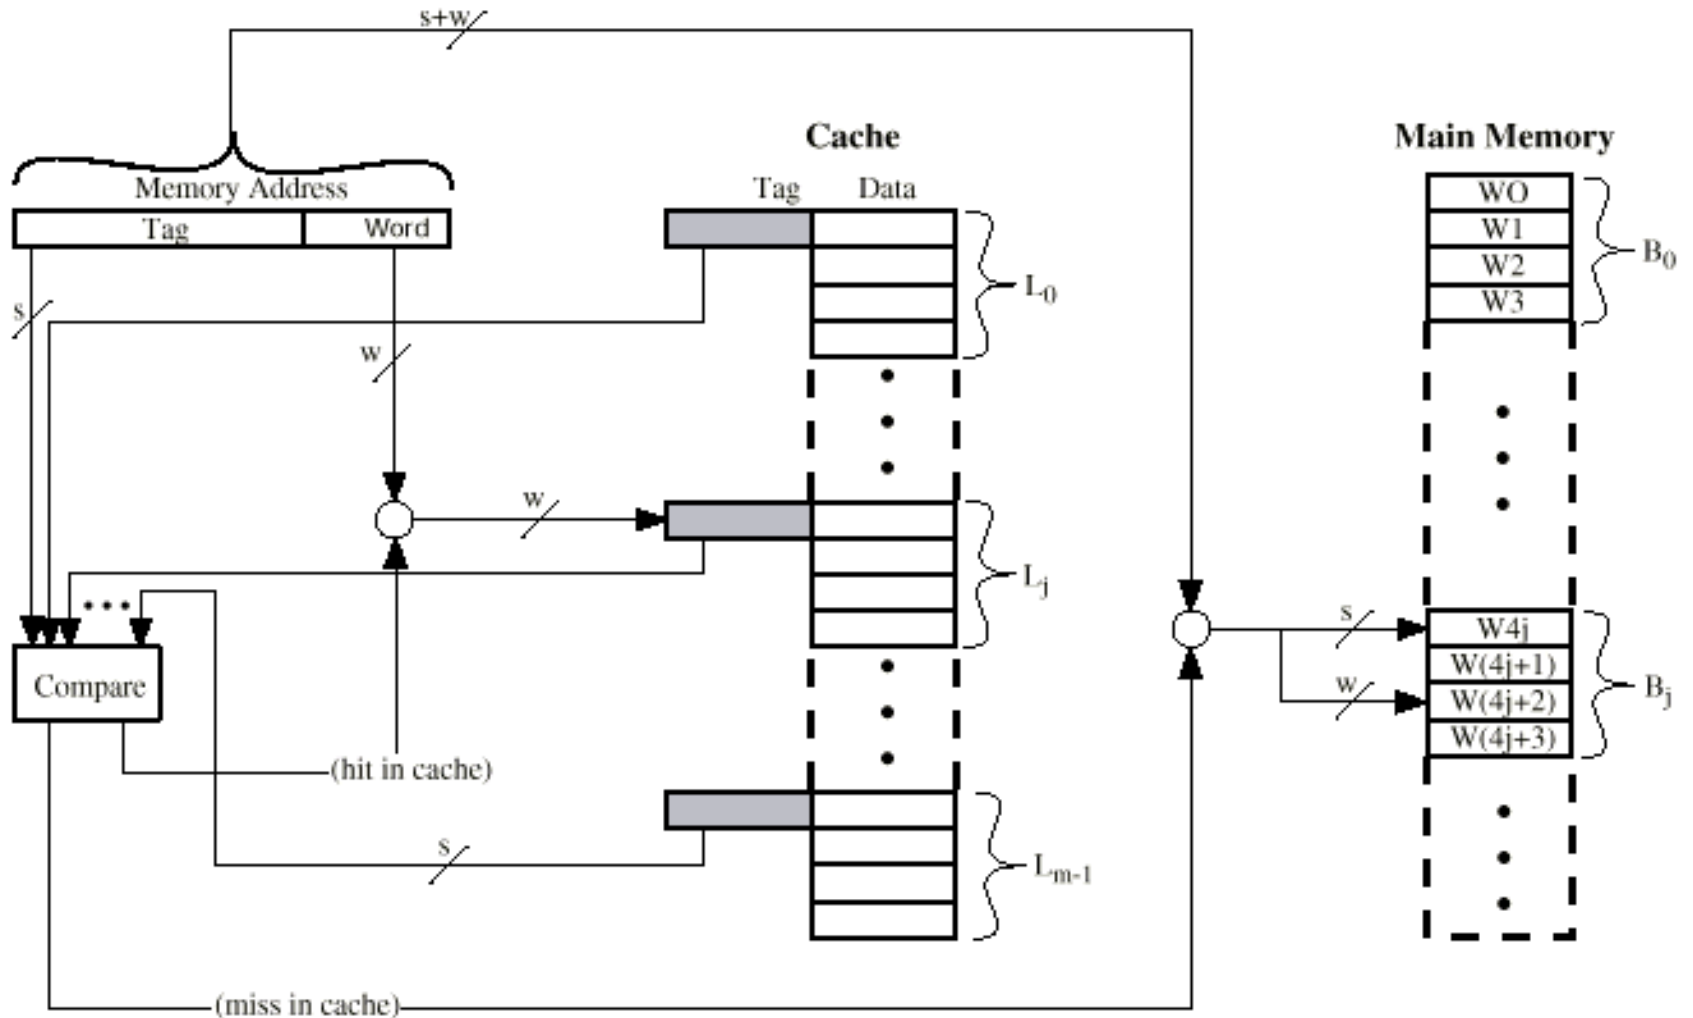 s+w
Cache
Main Memory
Memory Address
Tag Data
Tag Word
WO
W1
W2
W3
B0
L0
s
w
w
Lj
s
W4j
W(4j+1)
W(4j+2)
W(4j+3)
w
Bj
Compare
(hit in cache)
s
Lm-1
(miss in cache)